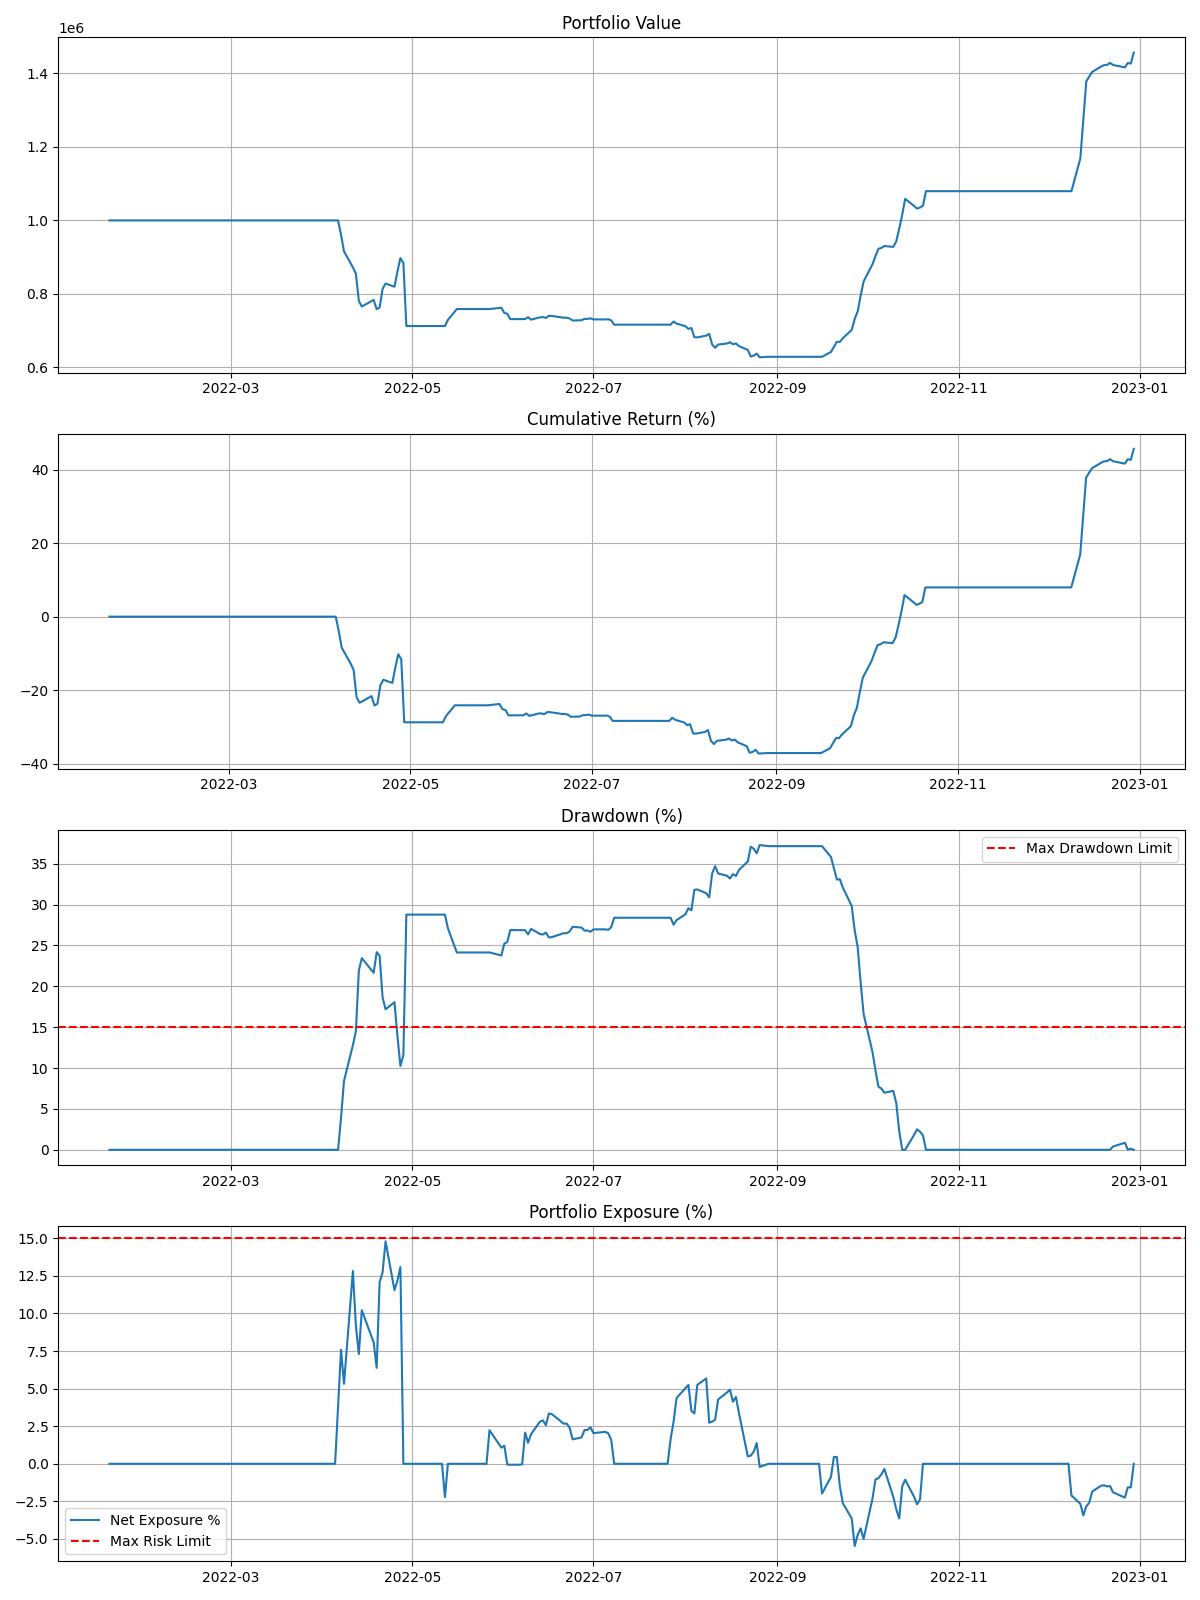 Portfolio Value
1e6
1.4
1.2
1.0
0.8
0.6
2022-03 2022-05 2022-07 2022-09 2022-11 2023-01
Cumulative Return (%)
40
20
0
−20
−40
2022-03 2022-05 2022-07 2022-09 2022-11 2023-01
Drawdown (%)
Max Drawdown Limit
35
30
25
20
15
10
5
0
2022-03 2022-05 2022-07 2022-09 2022-11 2023-01
Portfolio Exposure (%)
15.0
12.5
10.0
7.5
5.0
2.5
0.0
−2.5
−5.0
Net Exposure %
Max Risk Limit
2022-03 2022-05 2022-07 2022-09 2022-11 2023-01